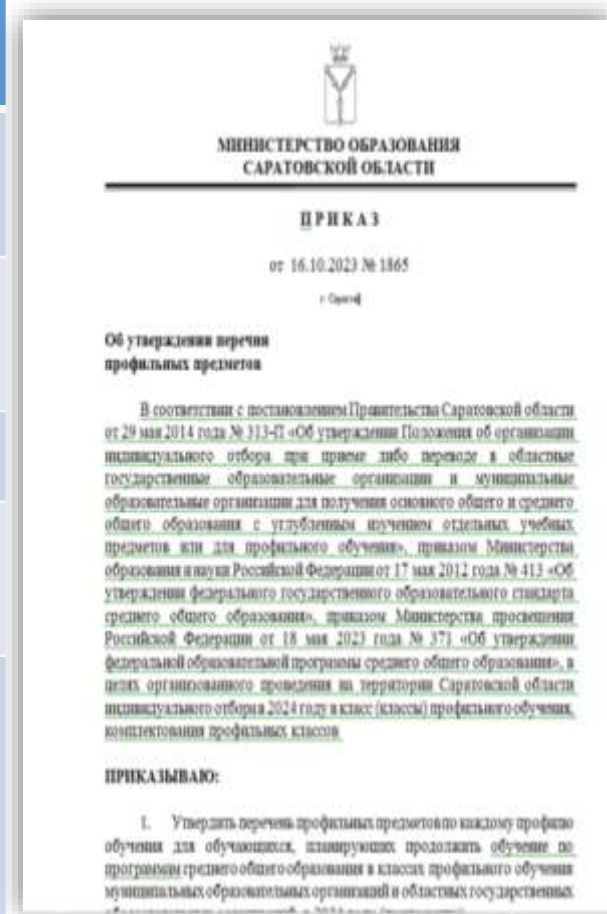 МИНИСТЕРСТВО ОБРАЗОВАНИЯ
САРАТОВСКОЙ ОБЛАСТИ
ПРИКАЗ
от 16.10.2023 № 1865
г. Саратов
Об утверждении перечня
профильных предметов
В соответствии с постановлением Правительства Саратовской области
от 29 мая 2014 года № 313-П «Об утверждении Положения об организации
индивидуального отбора при приеме либо переводе в областные
государственные образовательные организации и муниципальные
образовательные организации для получения основного общего и среднего
общего образования с углубленным изучением отдельных учебных
предметов или для профильного обучения», приказом Министерства
образования и науки Российской Федерации от 17 мая 2012 года № 413 «Об
утверждении федерального государственного образовательного стандарта
среднего общего образования», приказом Министерства просвещения
Российской Федерации от 18 мая 2023 года № 371 «Об утверждении
федеральной образовательной программы среднего общего образования», в
целях организованного проведения на территории Саратовской области
индивидуального отбора в 2024 году в класс (классы) профильного обучения,
комплектования профильных классов
ПРИКАЗЫВАЮ:
1. Утвердить перечень профильных предметов по каждому профилю
обучения для обучающихся, планирующих продолжить обучение по
программам среднего общего образования в классах профильного обучения
муниципальных образовательных организаций и областных государственных